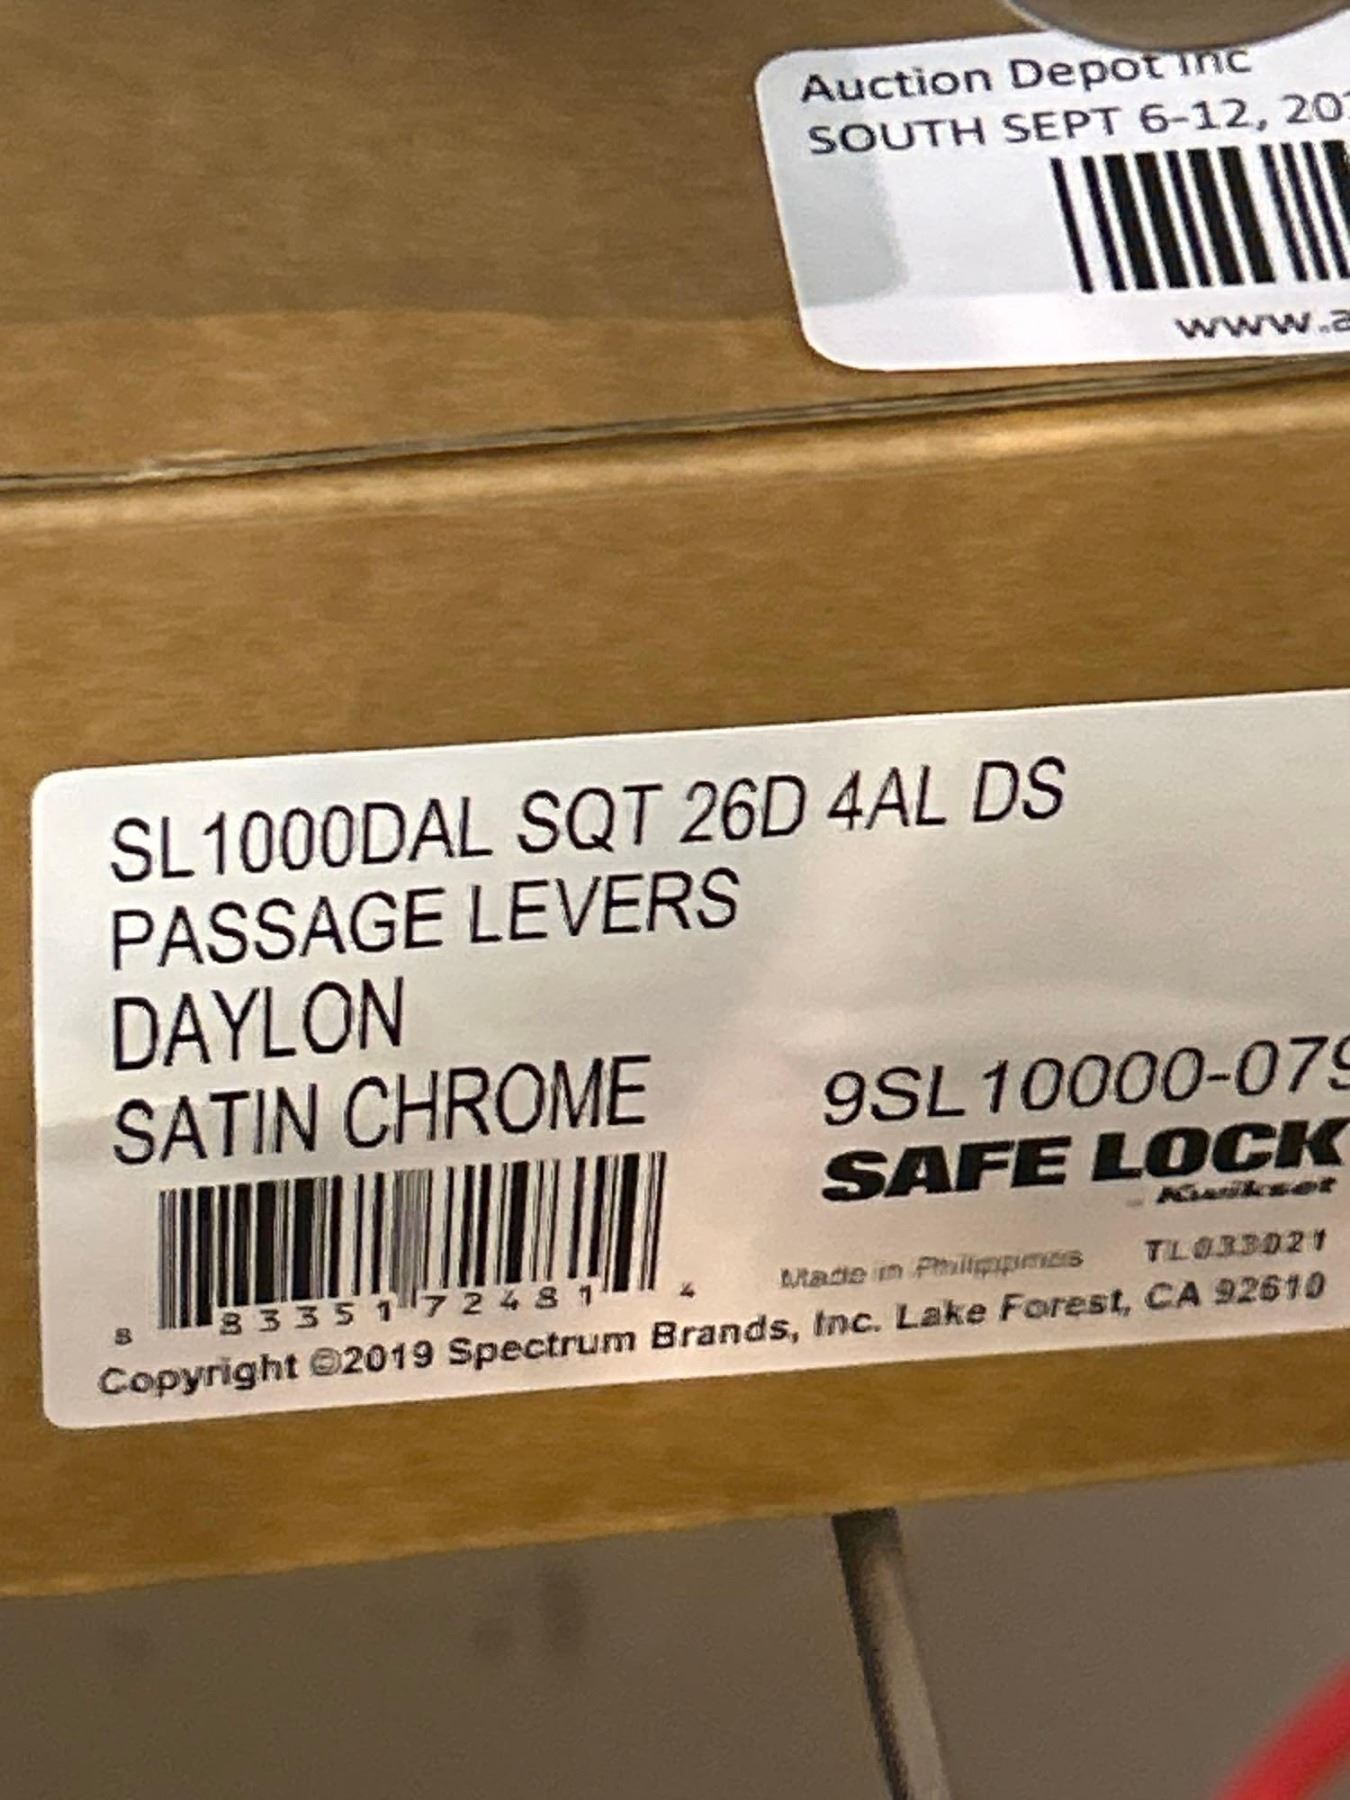 Auction Depot Inc
SOUTH SEPT 6-12, 20
www.a
SL1000DAL SQT 26D 4AL DS
PASSAGE LEVERS
DAYLON
SATIN CHROME
9SL10000-079
SAFE LOCK
Kwikset
Made in Philippines TL033021
8 83351 72481 4
Copyright ©2019 Spectrum Brands, Inc. Lake Forest, CA 92610